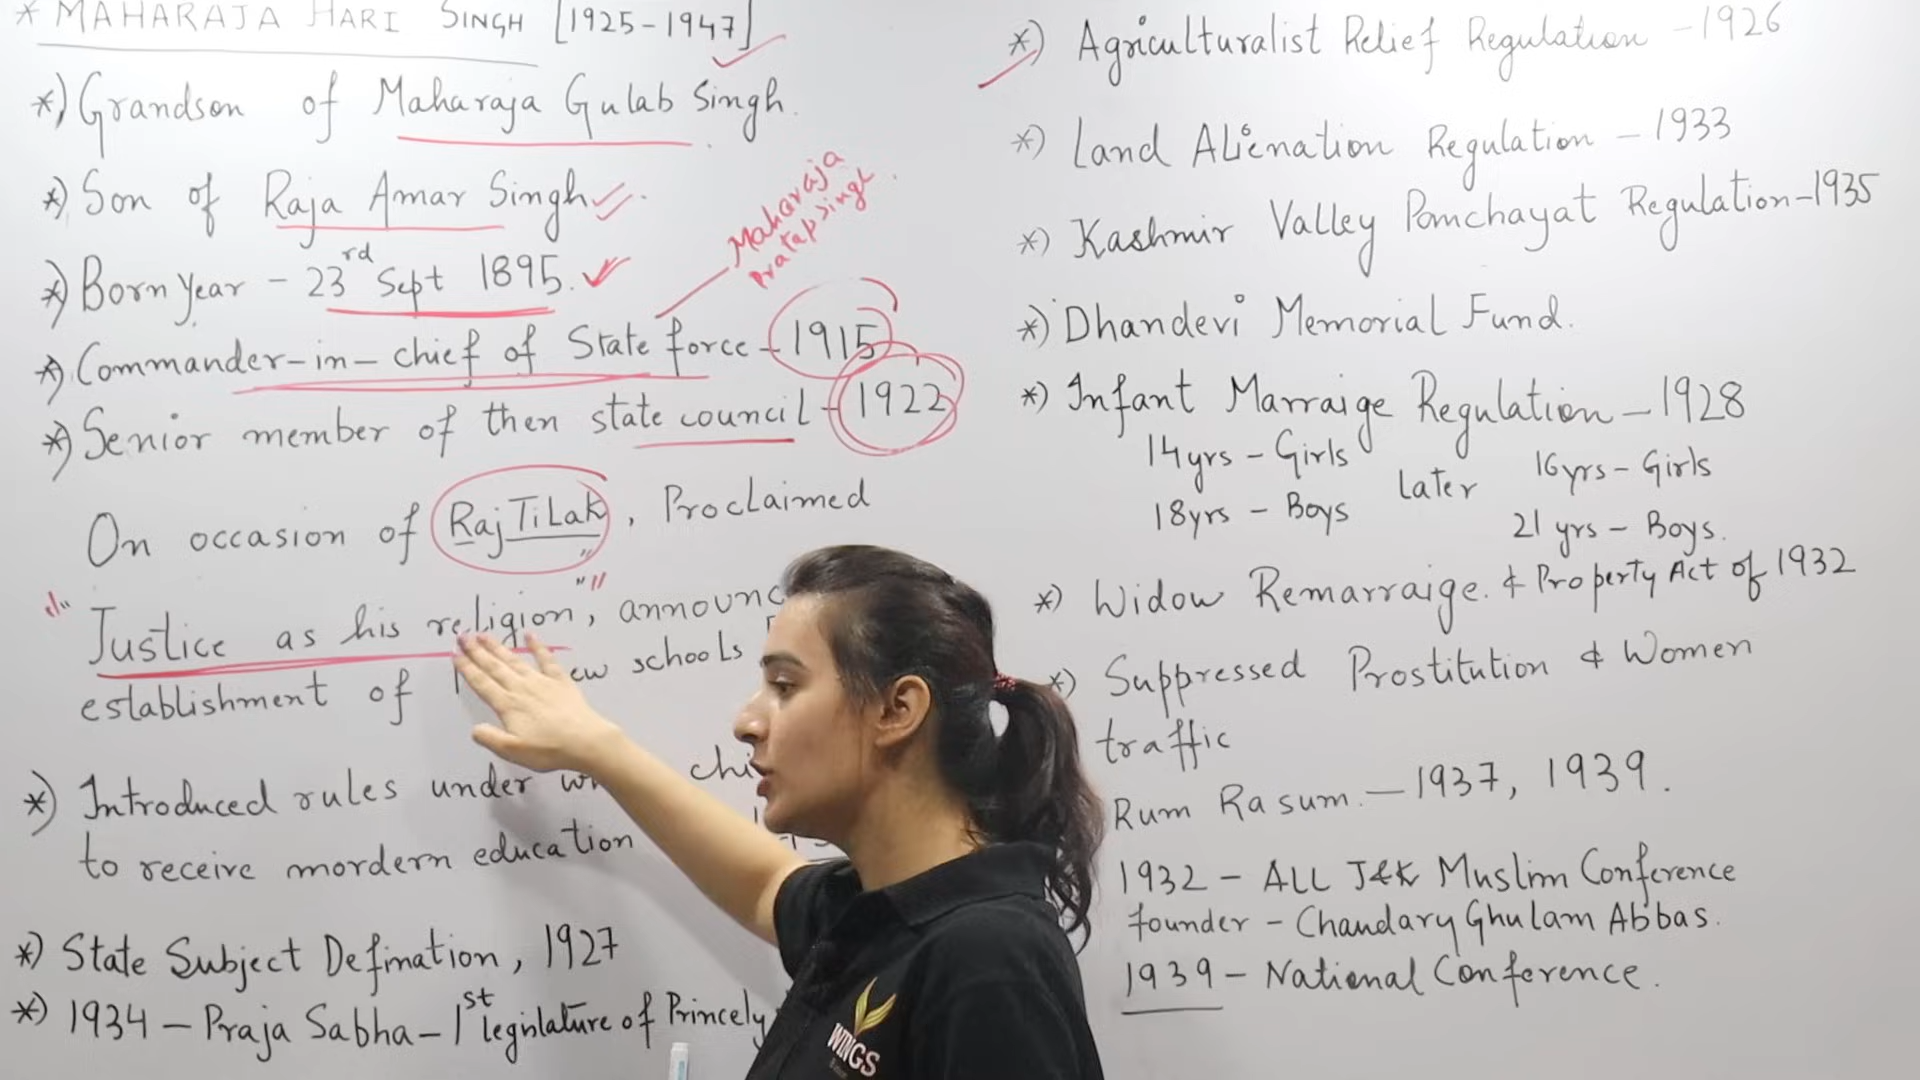 * MAHARAJA HARI SINGH [1925-1947]
*) Grandson of Maharaja Gulab Singh.
*) Son of Raja Amar Singh
*) Born year - 23rd Sept 1895.
Maharaja
Pratap Singh
*) Commander-in-chief of State force - 1915
*) Senior member of then state council - 1922
On occasion of Raj TiLak, Proclaimed
"Justice as his religion", announc
establishment of schools
*) Introduced rules under chi
to receive mordern education
*) State Subject Defination, 1927
*) 1934 - Praja Sabha - 1st legislature of Princely
*) Agriculturalist Relief Regulation - 1926
*) Land Alienation Regulation - 1933
*) Kashmir Valley Panchayat Regulation - 1935
*) Dhandevi Memorial Fund.
*) Infant Marraige Regulation - 1928
14yrs - Girls later 16yrs - Girls
18yrs - Boys 21 yrs - Boys.
*) Widow Remarraige & Property Act of 1932
*) Suppressed Prostitution & Women
traffic
Rum Rasum. - 1937, 1939.
1932 - ALL J&K Muslim Conference
founder - Chaudary Ghulam Abbas.
1939 - National Conference.
WINGS